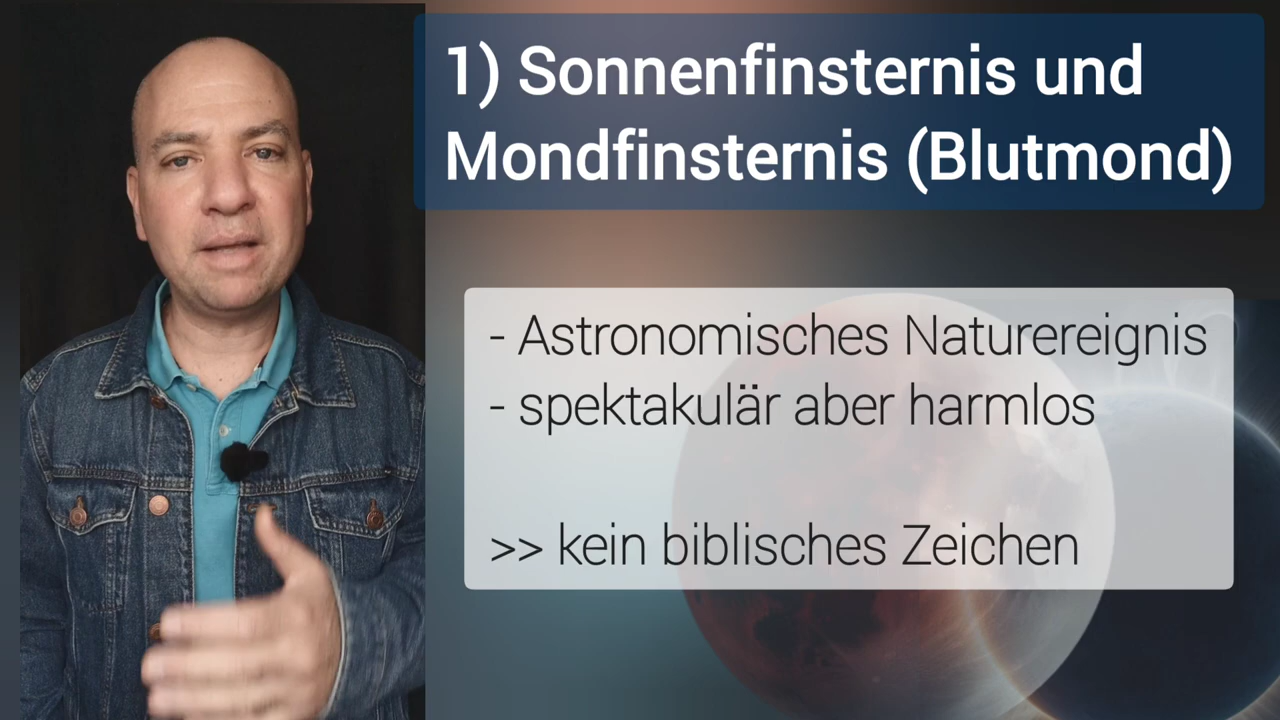 1) Sonnenfinsternis und
Mondfinsternis (Blutmond)
- Astronomisches Naturereignis
- spektakulär aber harmlos
>> kein biblisches Zeichen